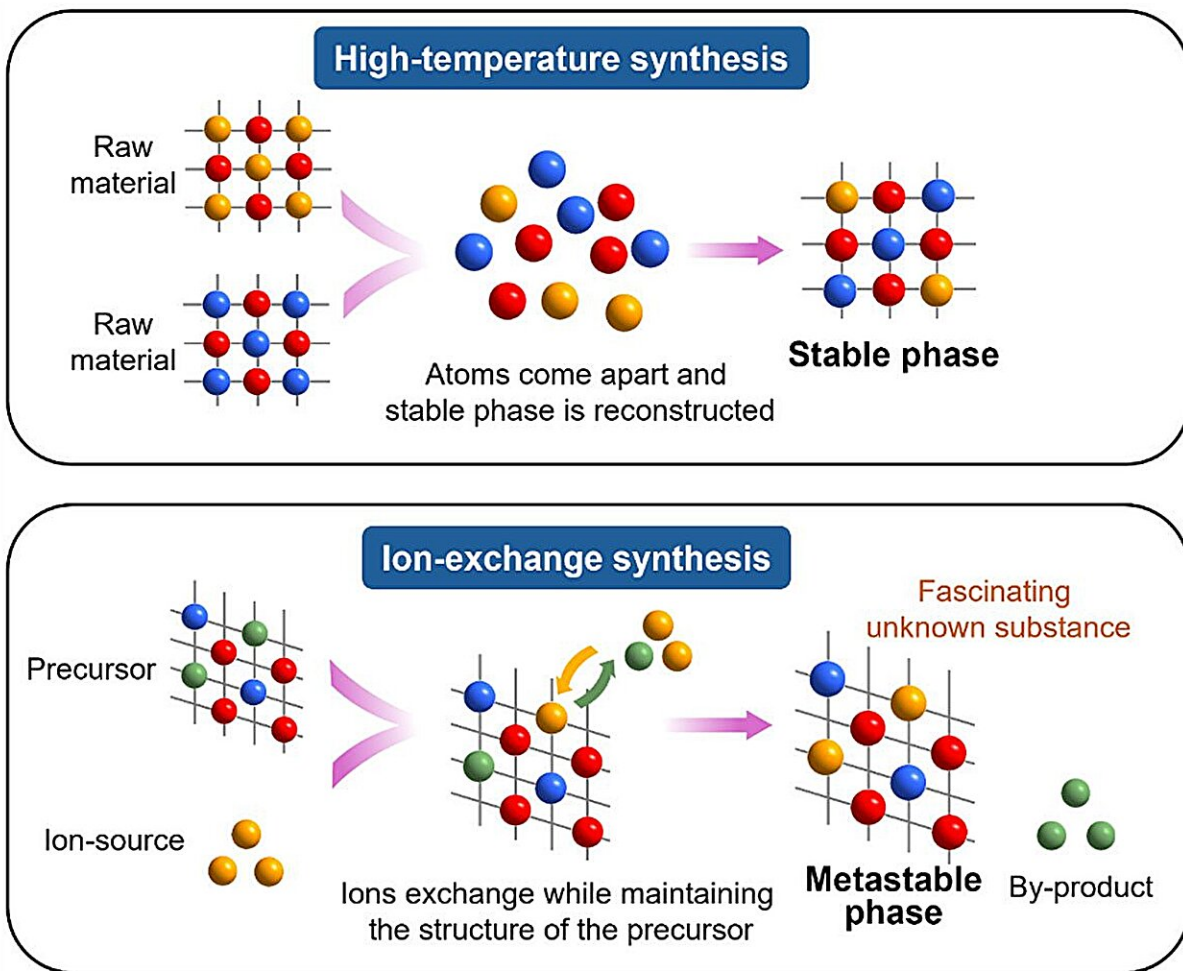 High-temperature synthesis
Raw
material
Raw
material
Atoms come apart and
stable phase is reconstructed
Stable phase
Ion-exchange synthesis
Precursor
Ion-source
Ions exchange while maintaining
the structure of the precursor
Fascinating
unknown substance
Metastable
phase
By-product